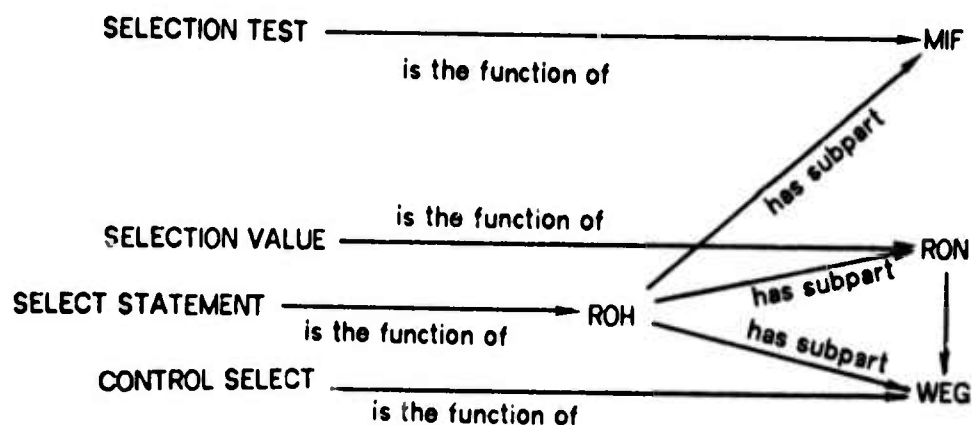 SELECTION TEST MIF
is the function of
has subpart
is the function of
SELECTION VALUE RON
has subpart
SELECT STATEMENT ROH
is the function of
has subpart
CONTROL SELECT WEG
is the function of